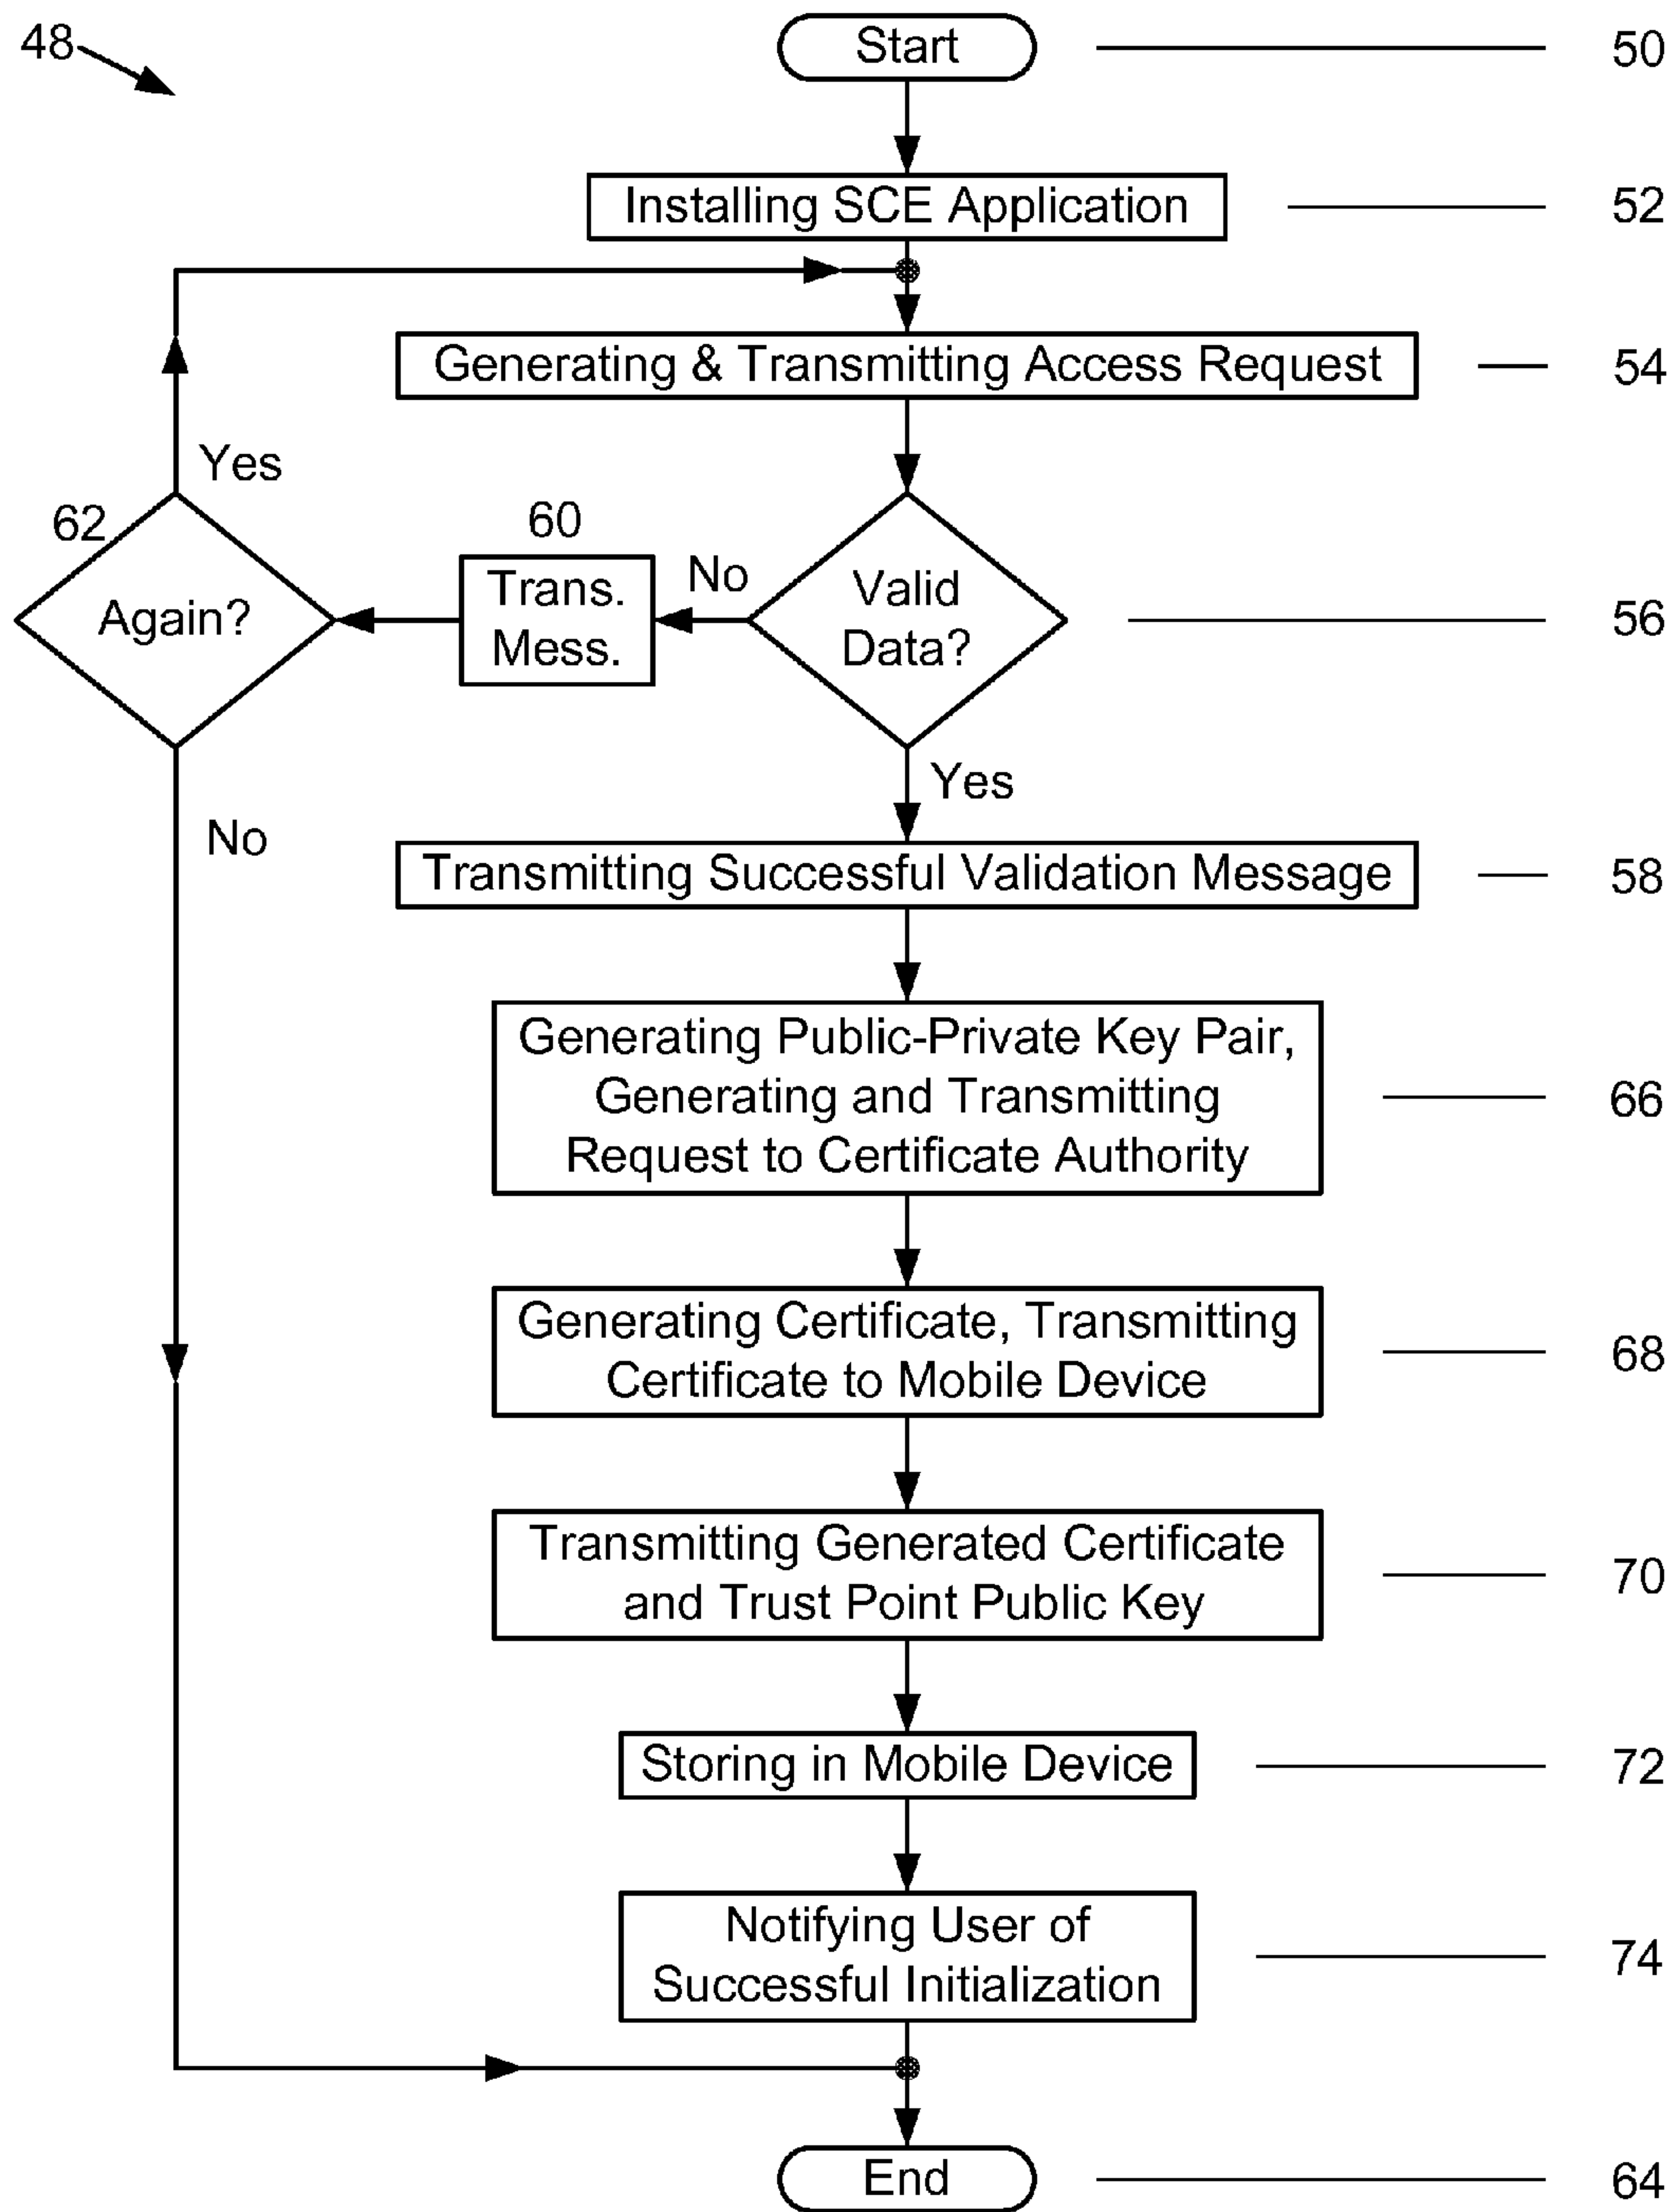 48
Start
50
Installing SCE Application
52
Generating & Transmitting Access Request
54
Yes
62
60
No
Again?
Trans.
Mess.
Valid
Data?
56
Yes
No
Transmitting Successful Validation Message
58
Generating Public-Private Key Pair,
Generating and Transmitting
Request to Certificate Authority
66
Generating Certificate, Transmitting
Certificate to Mobile Device
68
Transmitting Generated Certificate
and Trust Point Public Key
70
Storing in Mobile Device
72
Notifying User of
Successful Initialization
74
End
64